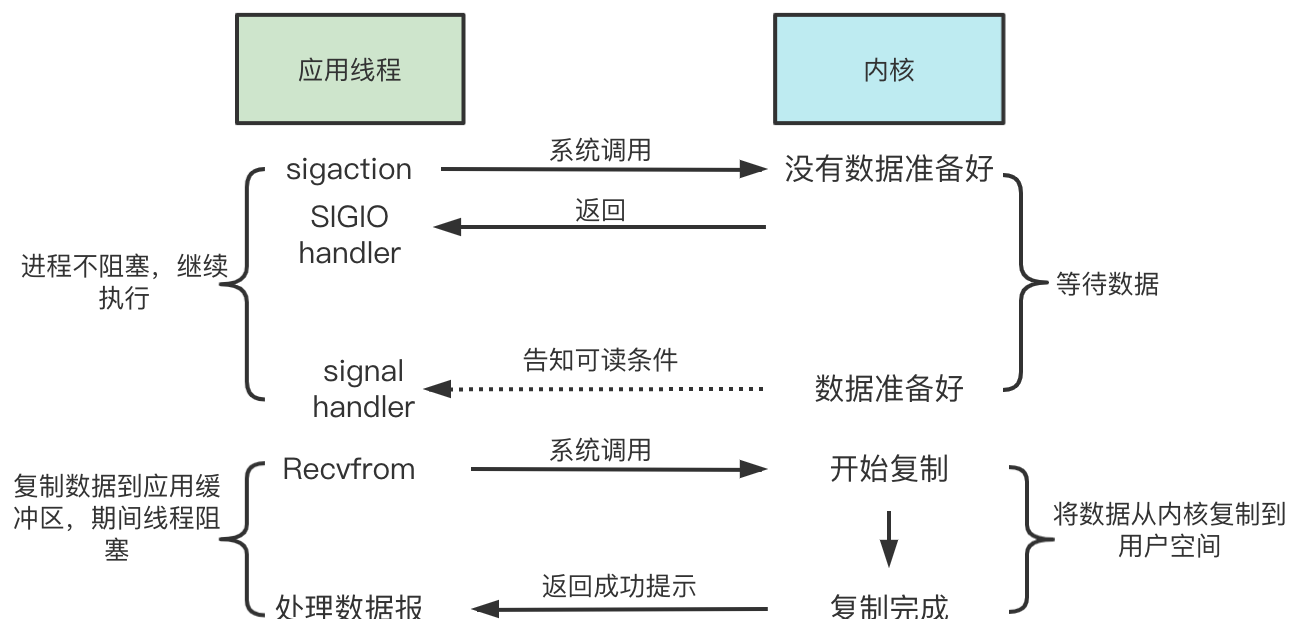 应用线程
内核
系统调用
sigaction
没有数据准备好
SIGIO
handler
返回
进程不阻塞，继续
执行
等待数据
告知可读条件
signal
handler
数据准备好
系统调用
Recvfrom
开始复制
复制数据到应用缓
冲区，期间线程阻
塞
将数据从内核复制到
用户空间
返回成功提示
处理数据报
复制完成